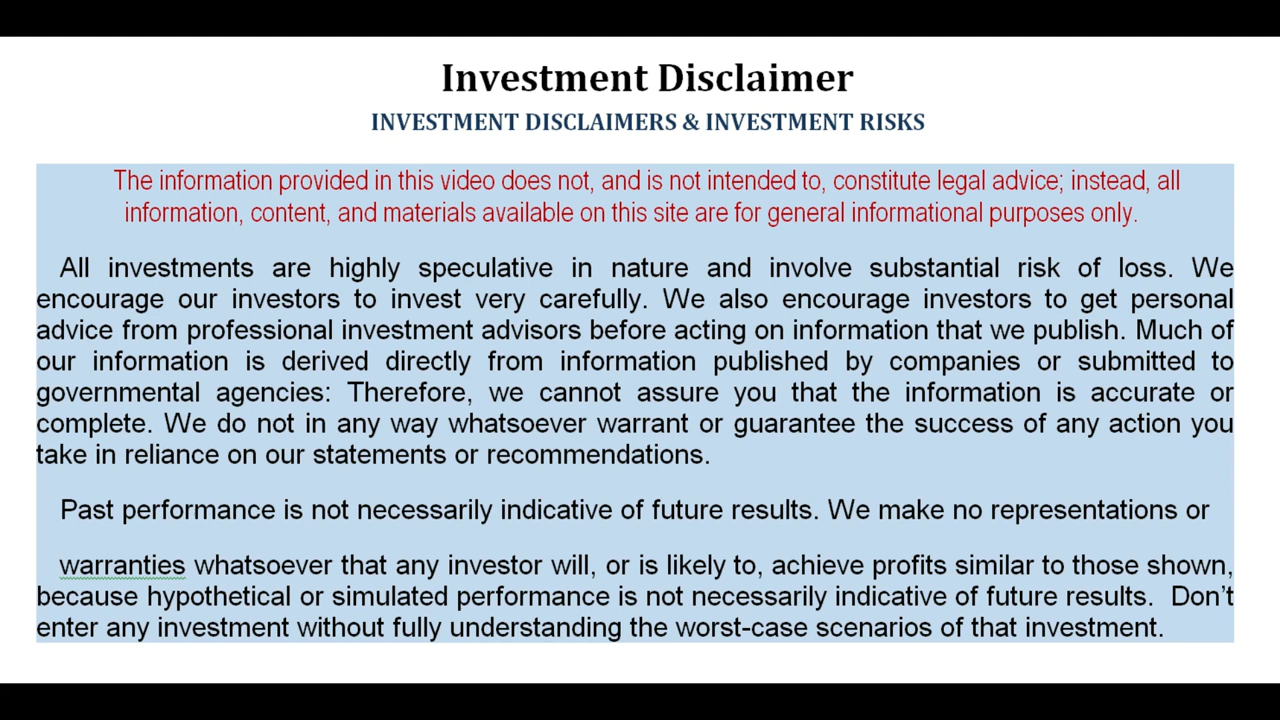 Investment Disclaimer
INVESTMENT DISCLAIMERS & INVESTMENT RISKS
The information provided in this video does not, and is not intended to, constitute legal advice; instead, all
information, content, and materials available on this site are for general informational purposes only.
All investments are highly speculative in nature and involve substantial risk of loss. We
encourage our investors to invest very carefully. We also encourage investors to get personal
advice from professional investment advisors before acting on information that we publish. Much of
our information is derived directly from information published by companies or submitted to
governmental agencies: Therefore, we cannot assure you that the information is accurate or
complete. We do not in any way whatsoever warrant or guarantee the success of any action you
take in reliance on our statements or recommendations.
Past performance is not necessarily indicative of future results. We make no representations or
warranties whatsoever that any investor will, or is likely to, achieve profits similar to those shown,
because hypothetical or simulated performance is not necessarily indicative of future results.  Don’t
enter any investment without fully understanding the worst-case scenarios of that investment.